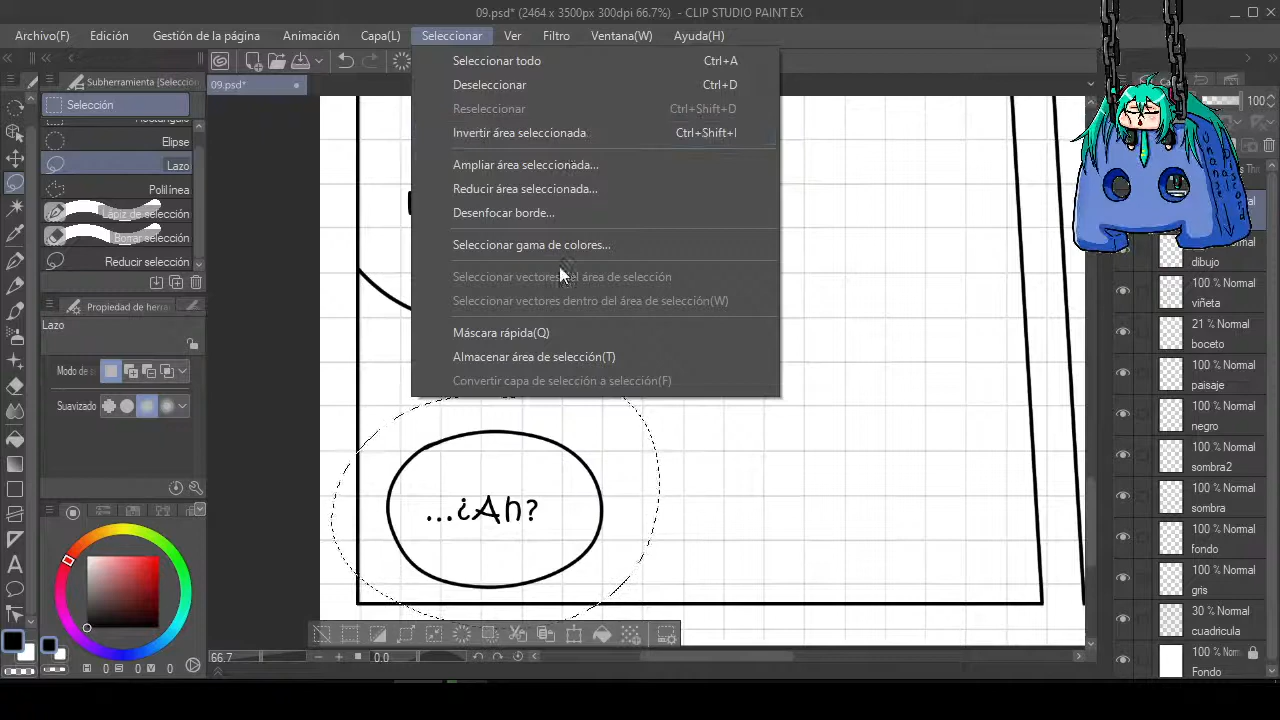 09.psd* (2464 x 3500px 300dpi 66.7%) - CLIP STUDIO PAINT EX
Archivo(F) Edición Gestión de la página Animación Capa(L) Seleccionar Ver Filtro Ventana(W) Ayuda(H)
Subherramienta [Selecció
09.psd*
Selección
Elipse
Lazo
Polilínea
Lápiz de selección
Borrar selección
Reducir selección
Propiedad de herra
Lazo
Modo de s
Suavizado
Seleccionar todo Ctrl+A
Deseleccionar Ctrl+D
Reseleccionar Ctrl+Shift+D
Invertir área seleccionada Ctrl+Shift+I
Ampliar área seleccionada...
Reducir área seleccionada...
Desenfocar borde...
Seleccionar gama de colores...
Seleccionar vectores del área de selección
Seleccionar vectores dentro del área de selección(W)
Máscara rápida(Q)
Almacenar área de selección(T)
Convertir capa de selección a selección(F)
...¿Ah?
100
Discord
dibujo
100 % Normal
viñeta
21 % Normal
boceto
100 % Normal
paisaje
100 % Normal
negro
100 % Normal
sombra2
100 % Normal
sombra
100 % Normal
fondo
100 % Normal
gris
30 % Normal
cuadricula
100 % Norm
Fondo
H 0 S 0 V 0
66.7
0.0